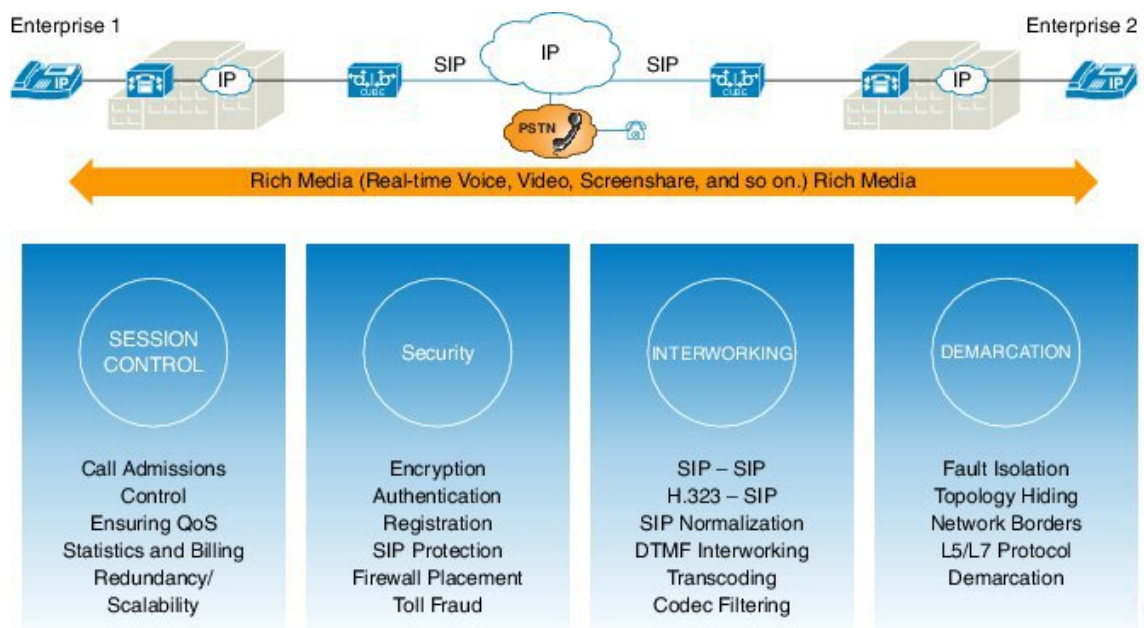 Enterprise 1
Enterprise 2
IP
IP
CUBE
SIP
IP
SIP
CUBE
IP
IP
PSTN
Rich Media (Real-time Voice, Video, Screenshare, and so on.) Rich Media
SESSION
CONTROL
Call Admissions
Control
Ensuring QoS
Statistics and Billing
Redundancy/
Scalability
Security
Encryption
Authentication
Registration
SIP Protection
Firewall Placement
Toll Fraud
INTERWORKING
SIP – SIP
H.323 – SIP
SIP Normalization
DTMF Interworking
Transcoding
Codec Filtering
DEMARCATION
Fault Isolation
Topology Hiding
Network Borders
L5/L7 Protocol
Demarcation